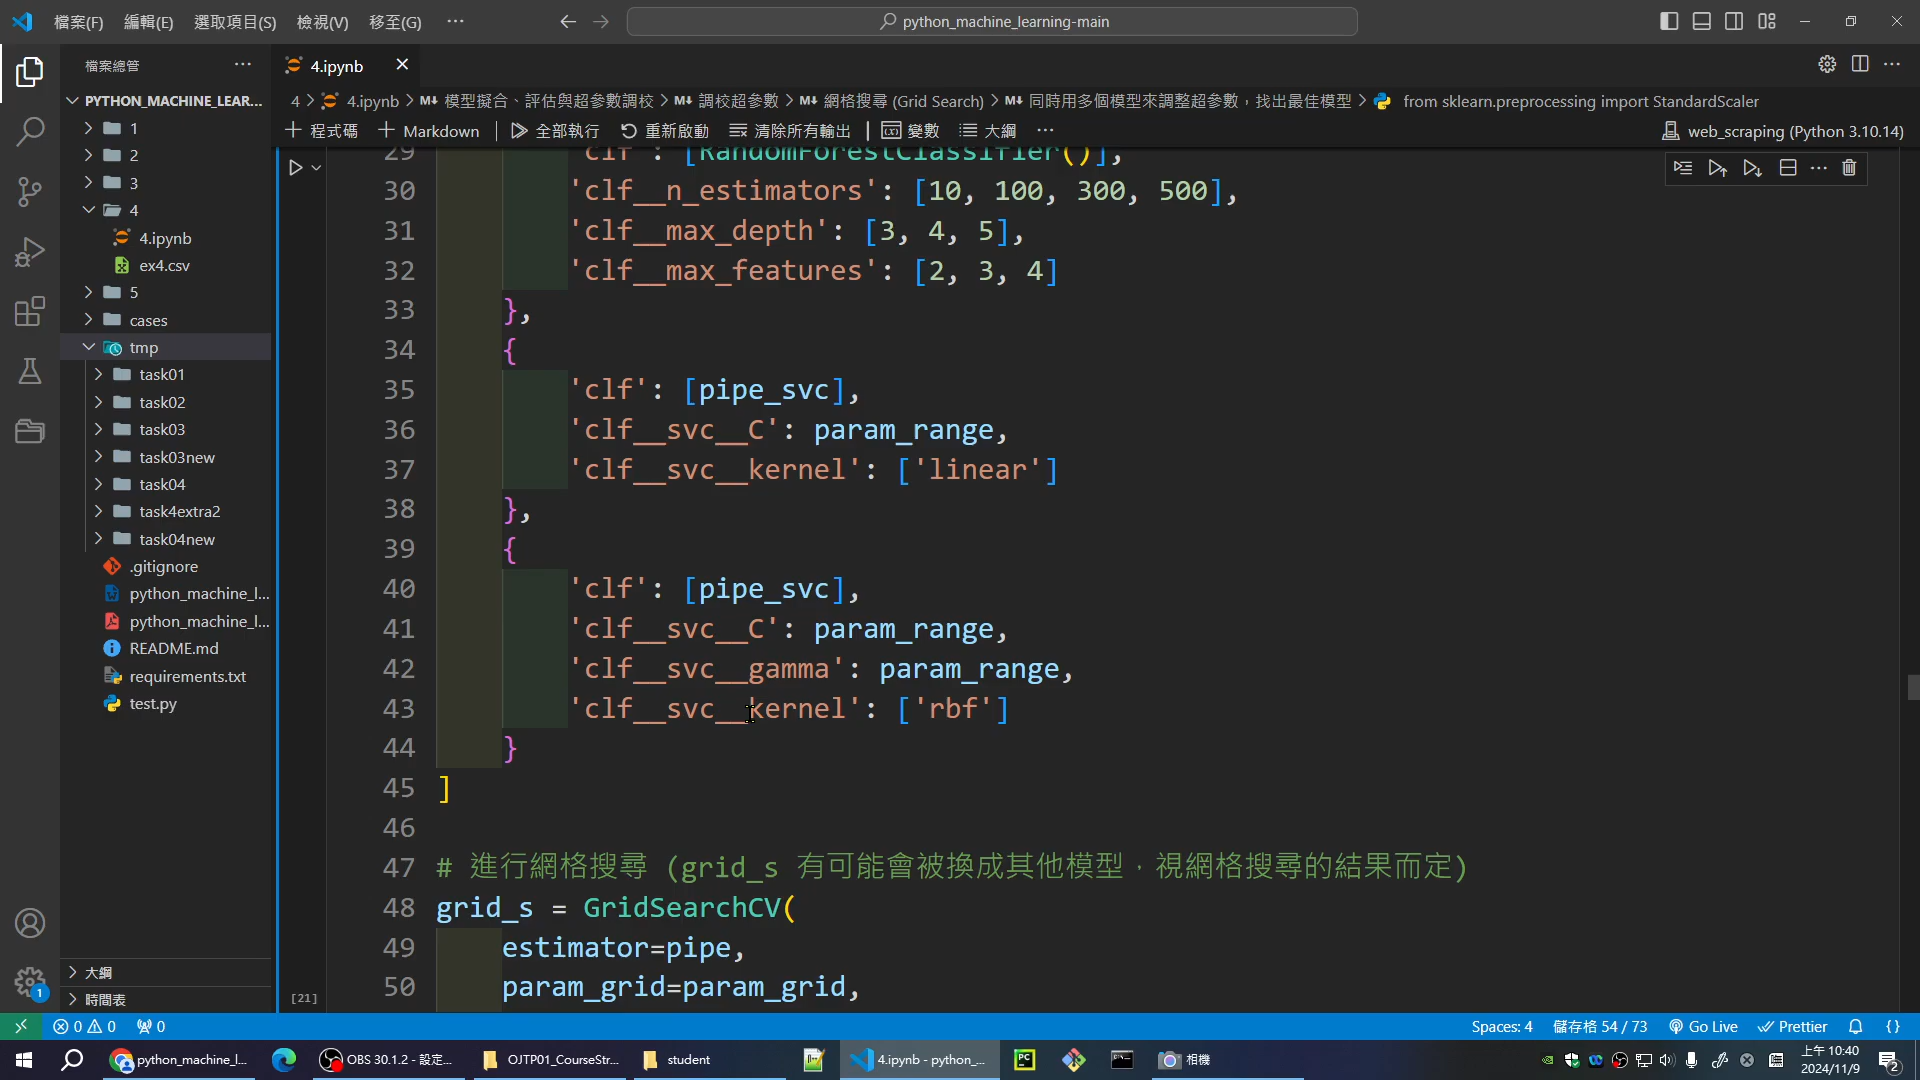 檔案(F) 編輯(E) 選取項目(S) 檢視(V) 移至(G) ···
python_machine_learning-main
檔案總管
4.ipynb
PYTHON_MACHINE_LEAR...
4 > 4.ipynb > 模型擬合、評估與超參數調校 > 調校超參數 > 網格搜尋 (Grid Search) > 同時用多個模型來調整超參數，找出最佳模型 > from sklearn.preprocessing import StandardScaler
+ 程式碼 + Markdown 全部執行 重新啟動 清除所有輸出 變數 大綱 ···
web_scraping (Python 3.10.14)
1
2
3
4
4.ipynb
ex4.csv
5
cases
tmp
task01
task02
task03
task03new
task04
task4extra2
task04new
.gitignore
python_machine_l...
python_machine_l...
README.md
requirements.txt
test.py
大綱
時間表
29 'clf': [RandomForestClassifier()],
30 'clf__n_estimators': [10, 100, 300, 500],
31 'clf__max_depth': [3, 4, 5],
32 'clf__max_features': [2, 3, 4]
33 },
34 {
35 'clf': [pipe_svc],
36 'clf__svc__C': param_range,
37 'clf__svc__kernel': ['linear']
38 },
39 {
40 'clf': [pipe_svc],
41 'clf__svc__C': param_range,
42 'clf__svc__gamma': param_range,
43 'clf__svc__kernel': ['rbf']
44 }
45 ]
46
47 # 進行網格搜尋 (grid_s 有可能會被換成其他模型，視網格搜尋的結果而定)
48 grid_s = GridSearchCV(
49 estimator=pipe,
50 param_grid=param_grid,
[21]
1
0 0 0
Spaces: 4 儲存格 54 / 73 Go Live Prettier {}
python_machine_l... OBS 30.1.2 - 設定... OJTP01_CourseStr... student 4.ipynb - python_... 相機
上午 10:40
2024/11/9
2